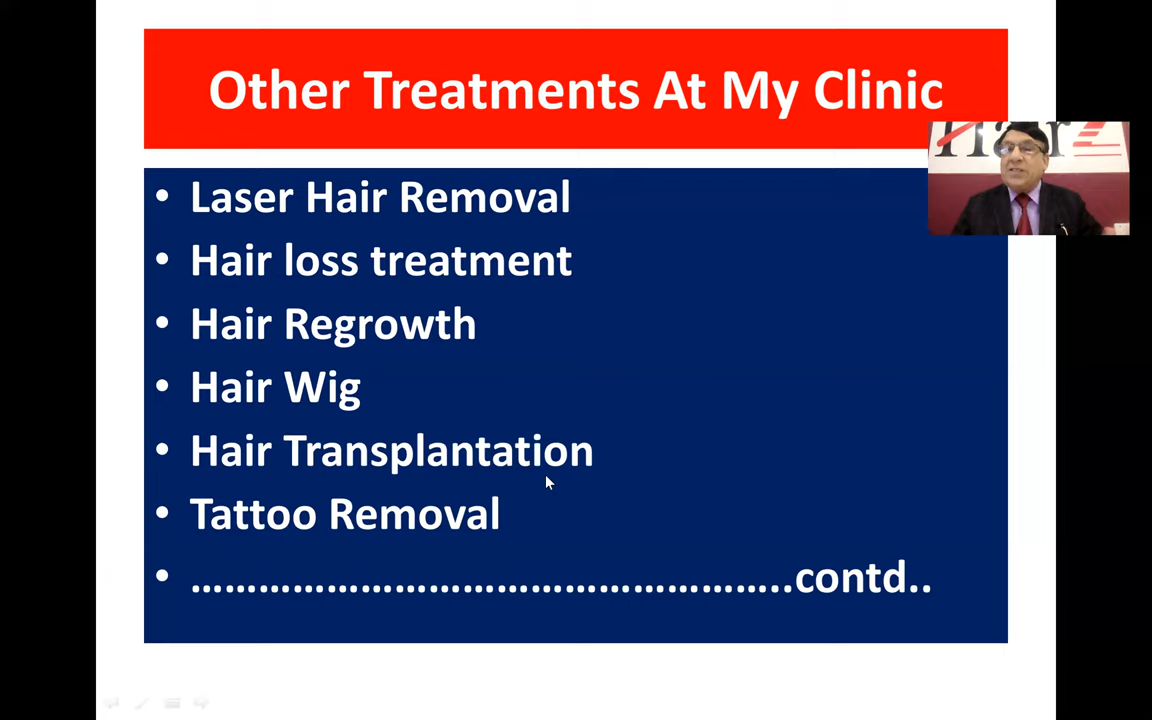 Other Treatments At My Clinic
Hair
• Laser Hair Removal
• Hair loss treatment
• Hair Regrowth
• Hair Wig
• Hair Transplantation
• Tattoo Removal
• …………………………………………………..contd..